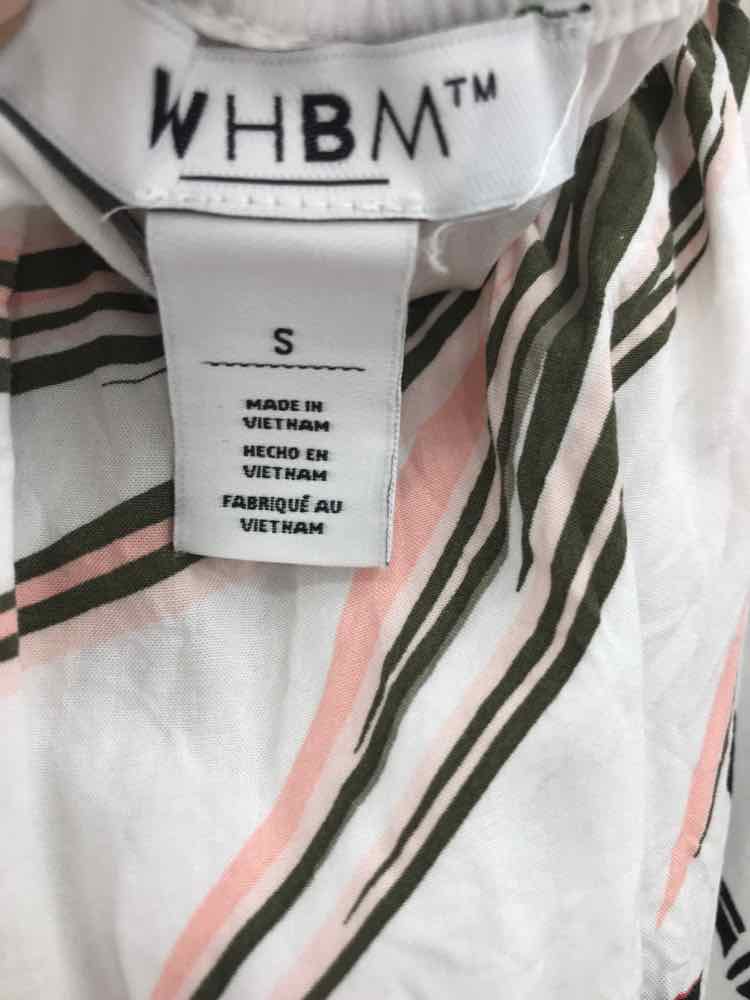 WHBM™
S
MADE IN
VIETNAM
HECHO EN
VIETNAM
FABRIQUÉ AU
VIETNAM